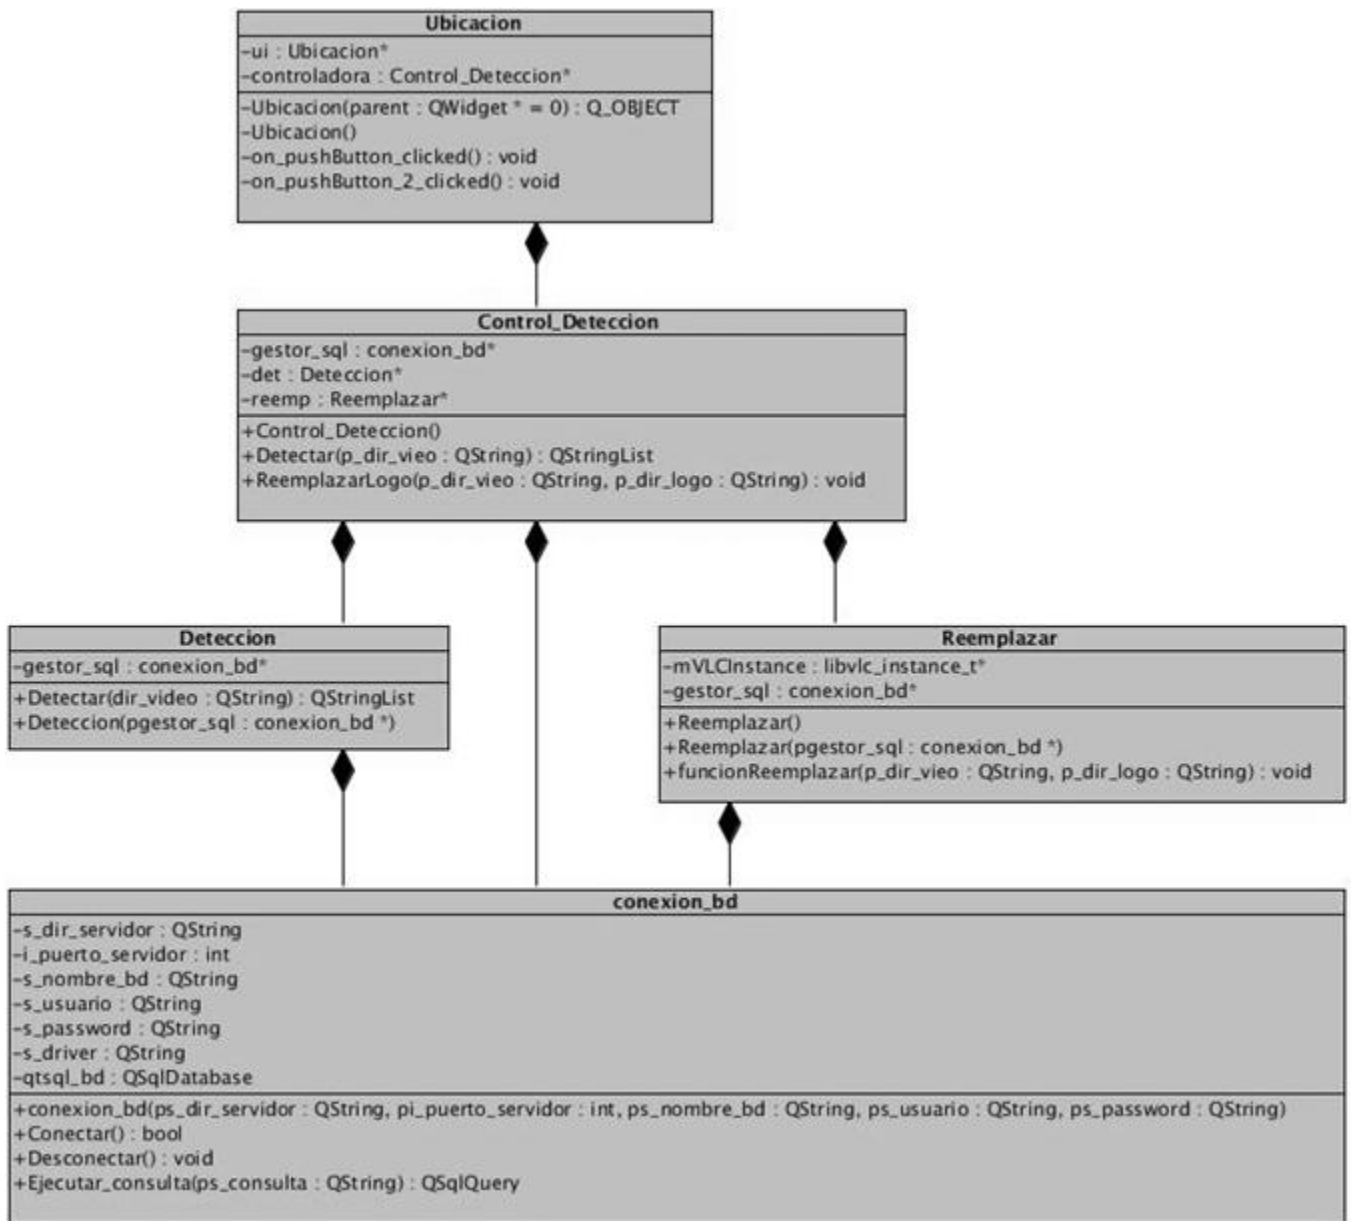 Ubicacion
-ui : Ubicacion*
-controladora : Control_Deteccion*
-Ubicacion(parent : QWidget * = 0) : Q_OBJECT
-Ubicacion()
-on_pushButton_clicked() : void
-on_pushButton_2_clicked() : void
Control_Deteccion
-gestor_sql : conexion_bd*
-det : Deteccion*
-reemp : Reemplazar*
+Control_Deteccion()
+Detectar(p_dir_vieo : QString) : QStringList
+ReemplazarLogo(p_dir_vieo : QString, p_dir_logo : QString) : void
Deteccion
-gestor_sql : conexion_bd*
+Detectar(dir_video : QString) : QStringList
+Deteccion(pgestor_sql : conexion_bd *)
Reemplazar
-mVLCInstance : libvlc_instance_t*
-gestor_sql : conexion_bd*
+Reemplazar()
+Reemplazar(pgestor_sql : conexion_bd *)
+funcionReemplazar(p_dir_vieo : QString, p_dir_logo : QString) : void
conexion_bd
-s_dir_servidor : QString
-i_puerto_servidor : int
-s_nombre_bd : QString
-s_usuario : QString
-s_password : QString
-s_driver : QString
-qtsql_bd : QSqlDatabase
+conexion_bd(ps_dir_servidor : QString, pi_puerto_servidor : int, ps_nombre_bd : QString, ps_usuario : QString, ps_password : QString)
+Conectar() : bool
+Desconectar() : void
+Ejecutar_consulta(ps_consulta : QString) : QSqlQuery